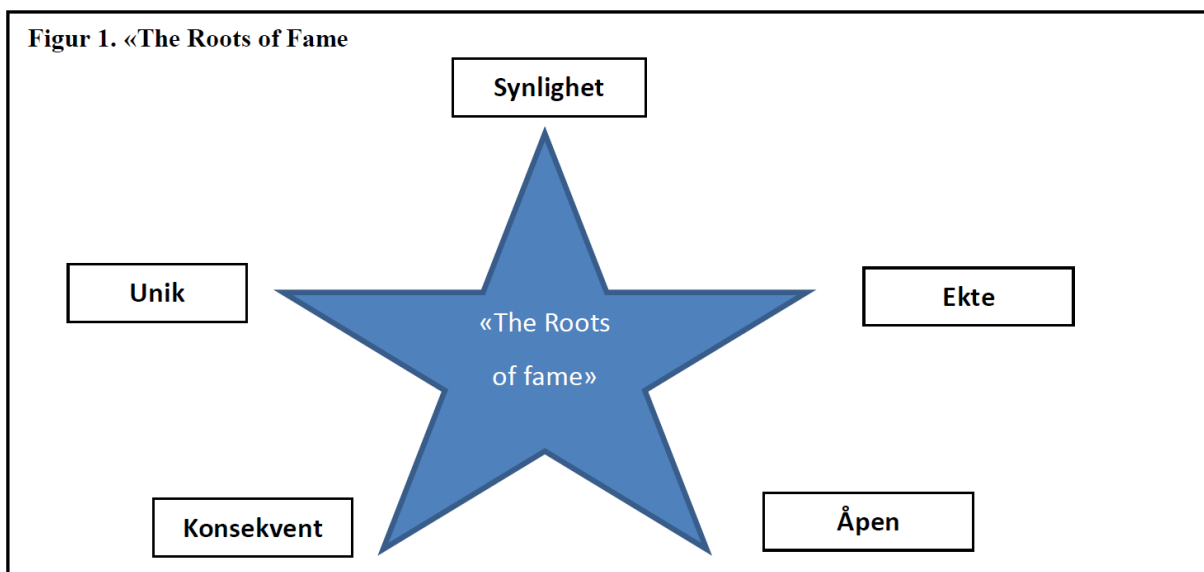 Figur 1. «The Roots of Fame
Synlighet
Unik
Ekte
«The Roots
of fame»
Konsekvent
Åpen